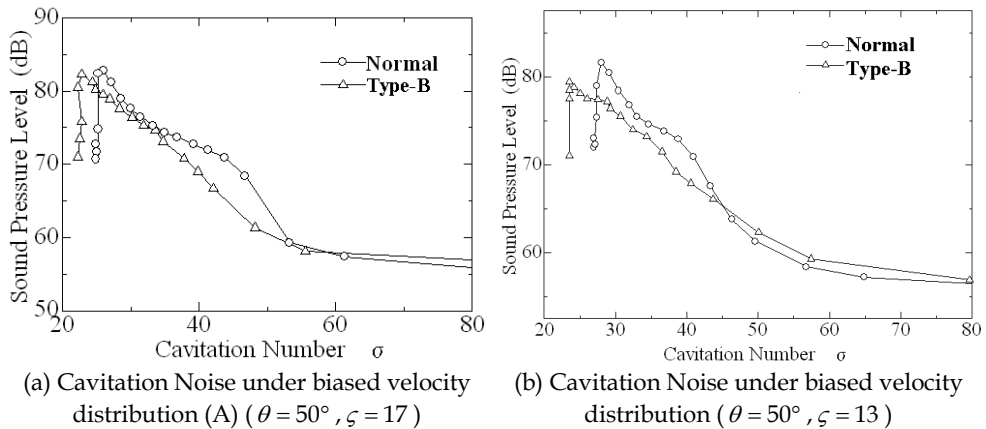 90
80
70
60
50
Sound Pressure Level (dB)
Normal
Type-B
20
40
60
80
Cavitation Number σ
(a) Cavitation Noise under biased velocity
distribution (A) ( θ = 50° , ς = 17 )
90
80
70
60
Sound Pressure Level (dB)
Normal
Type-B
20
30
40
50
60
70
80
Cavitation Number σ
(b) Cavitation Noise under biased velocity
distribution ( θ = 50° , ς = 13 )